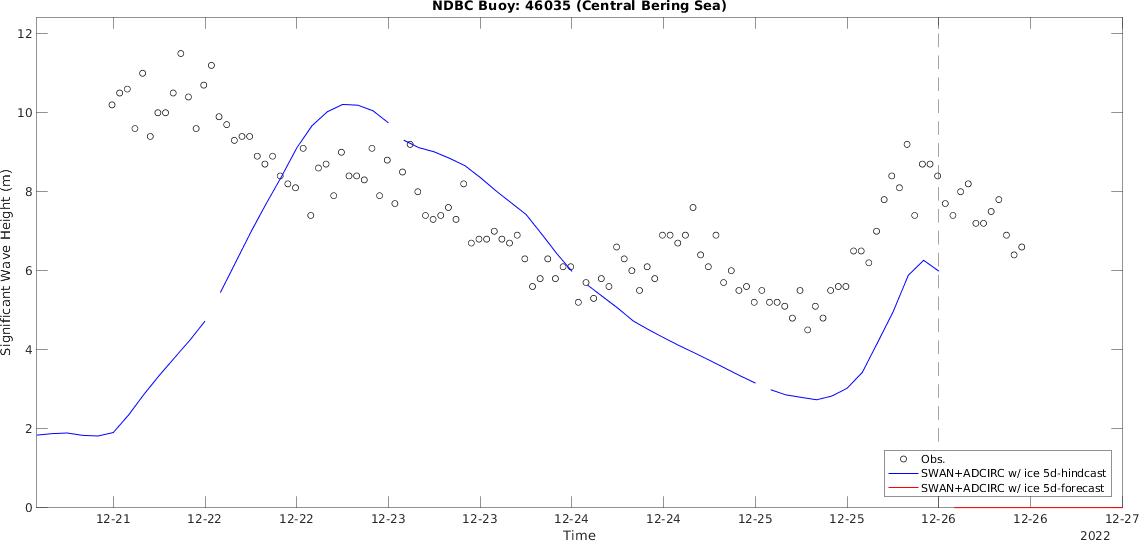 NDBC Buoy: 46035 (Central Bering Sea)
Significant Wave Height (m)
12
10
8
6
4
2
0
Obs.
SWAN+ADCIRC w/ ice 5d-hindcast
SWAN+ADCIRC w/ ice 5d-forecast
12-21 12-22 12-22 12-23 12-23 12-24 12-24 12-25 12-25 12-26 12-26 12-27
Time
2022